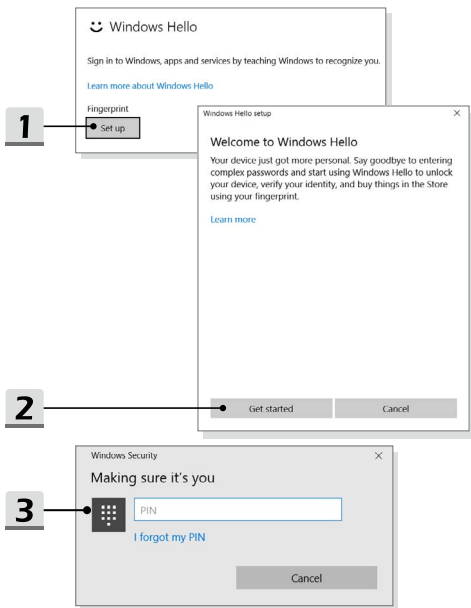 Windows Hello
Sign in to Windows, apps and services by teaching Windows to recognize you.
Learn more about Windows Hello
Fingerprint
1
Set up
Windows Hello setup
Welcome to Windows Hello
Your device just got more personal. Say goodbye to entering
complex passwords and start using Windows Hello to unlock
your device, verify your identity, and buy things in the Store
using your fingerprint.
Learn more
2
Get started
Cancel
Windows Security
Making sure it's you
3
PIN
I forgot my PIN
Cancel